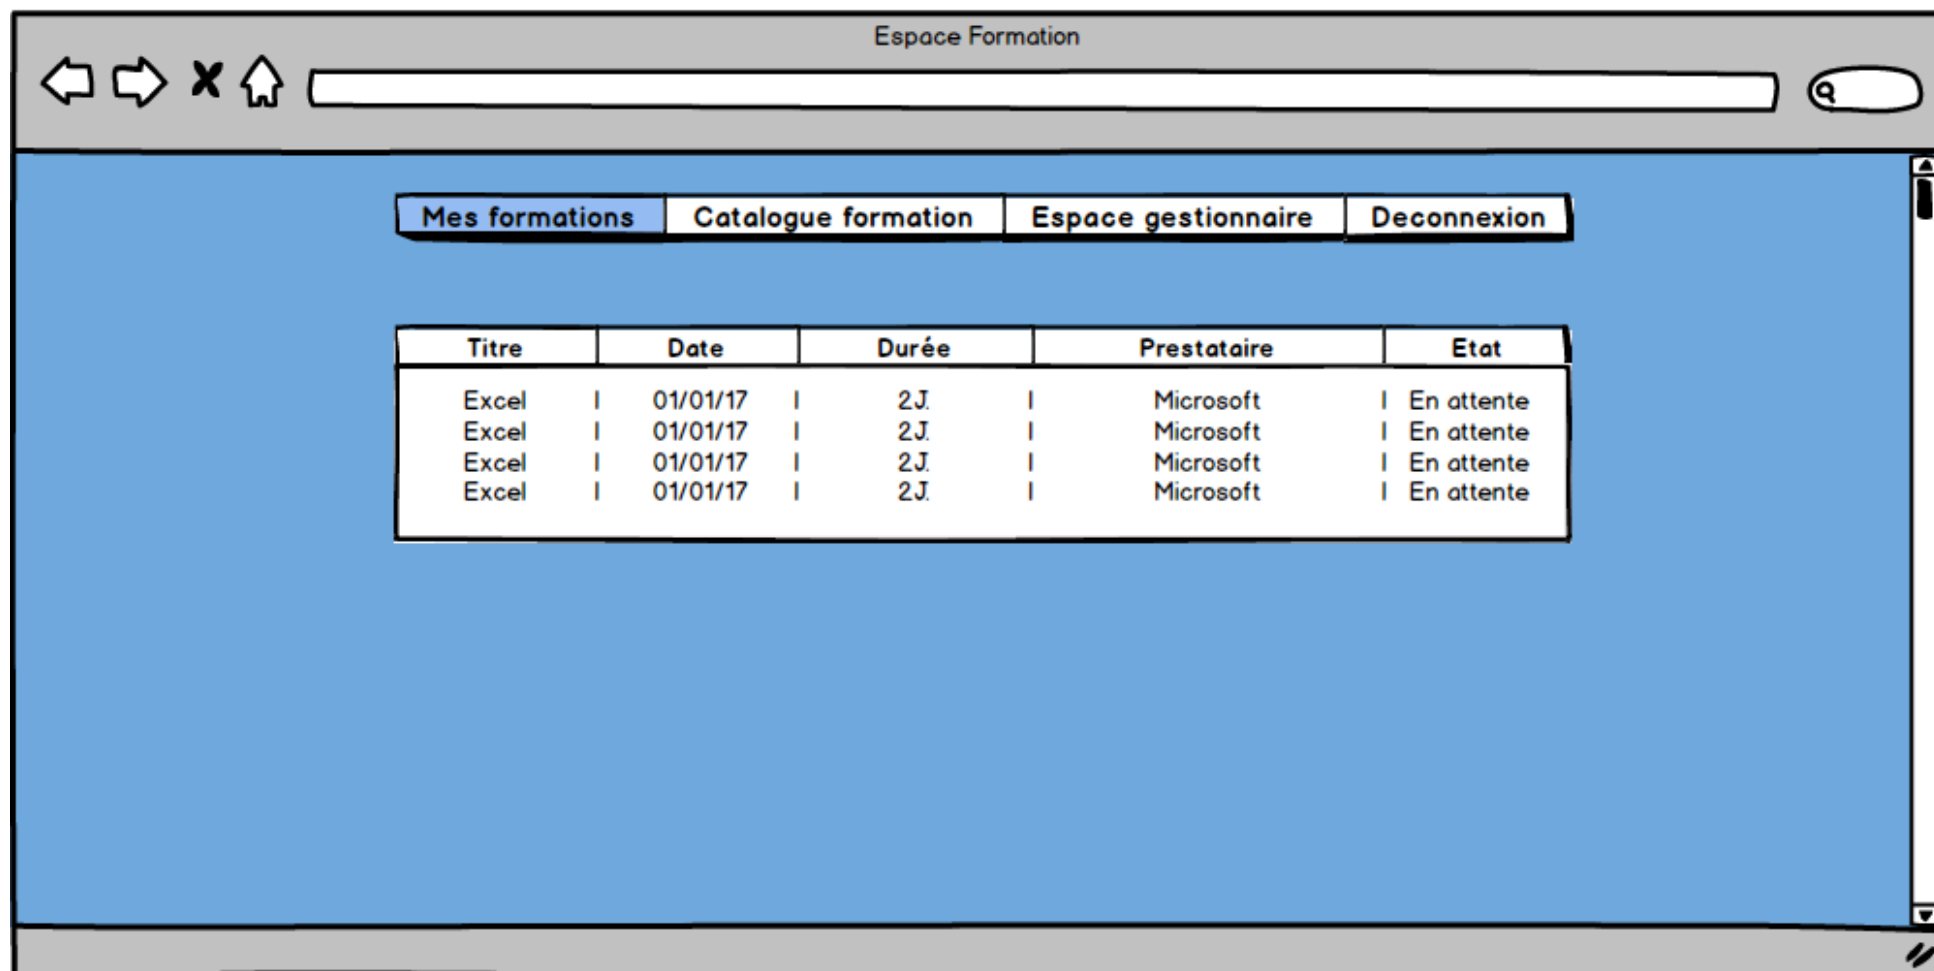 Espace Formation
Mes formations Catalogue formation Espace gestionnaire Deconnexion
Titre Date Durée Prestataire Etat
Excel | 01/01/17 | 2J. | Microsoft | En attente
Excel | 01/01/17 | 2J. | Microsoft | En attente
Excel | 01/01/17 | 2J. | Microsoft | En attente
Excel | 01/01/17 | 2J. | Microsoft | En attente